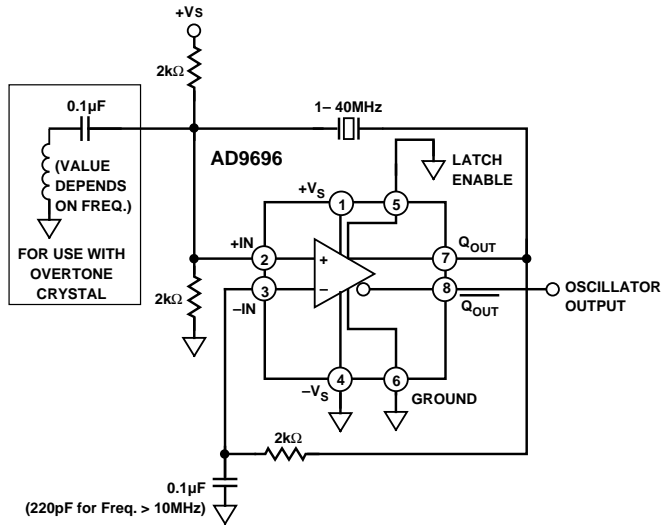 +VS
2kΩ
0.1µF
1– 40MHz
(VALUE
DEPENDS
ON FREQ.)
FOR USE WITH
OVERTONE
CRYSTAL
AD9696
LATCH
ENABLE
+VS
1
5
+IN
2
+
7
QOUT
3
–
8
–IN
QOUT
OSCILLATOR
OUTPUT
2kΩ
4
6
–VS
GROUND
2kΩ
0.1µF
(220pF for Freq. > 10MHz)